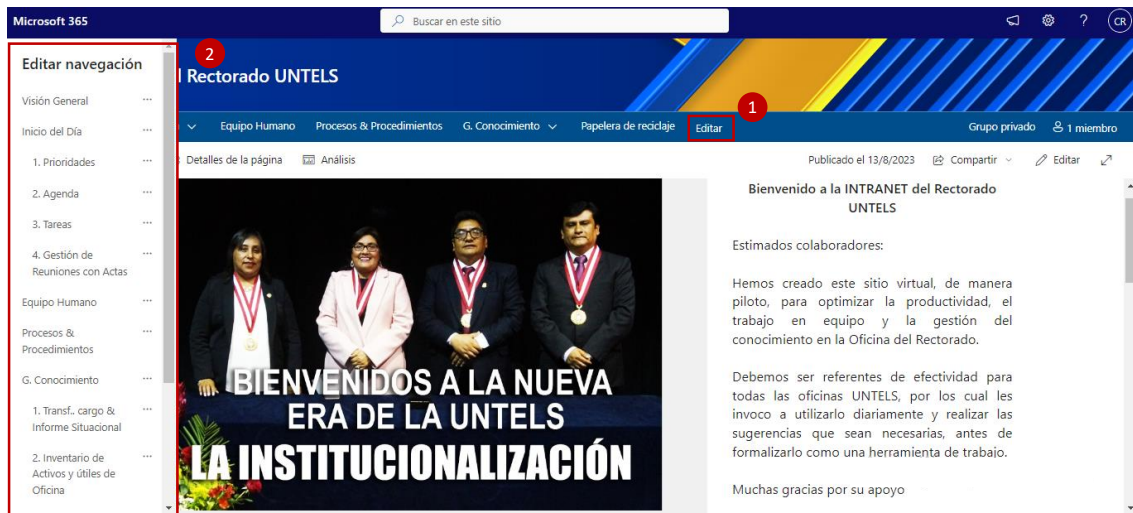 Microsoft 365
Buscar en este sitio
?
CR
Editar navegación
2
Rectorado UNTELS
Visión General
1
Inicio del Día
Equipo Humano
Procesos & Procedimientos
G. Conocimiento
Papelera de reciclaje
Editar
Grupo privado
1 miembro
1. Prioridades
Detalles de la página
Análisis
Publicado el 13/8/2023
Compartir
Editar
2. Agenda
3. Tareas
4. Gestión de
Reuniones con Actas
Equipo Humano
Procesos &
Procedimientos
G. Conocimiento
1. Transf.. cargo &
Informe Situacional
2. Inventario de
Activos y útiles de
Oficina
BIENVENIDOS A LA NUEVA
ERA DE LA UNTELS
LA INSTITUCIONALIZACIÓN
Bienvenido a la INTRANET del Rectorado
UNTELS
Estimados colaboradores:
Hemos creado este sitio virtual, de manera
piloto, para optimizar la productividad, el
trabajo en equipo y la gestión del
conocimiento en la Oficina del Rectorado.
Debemos ser referentes de efectividad para
todas las oficinas UNTELS, por los cual les
invoco a utilizarlo diariamente y realizar las
sugerencias que sean necesarias, antes de
formalizarlo como una herramienta de trabajo.
Muchas gracias por su apoyo